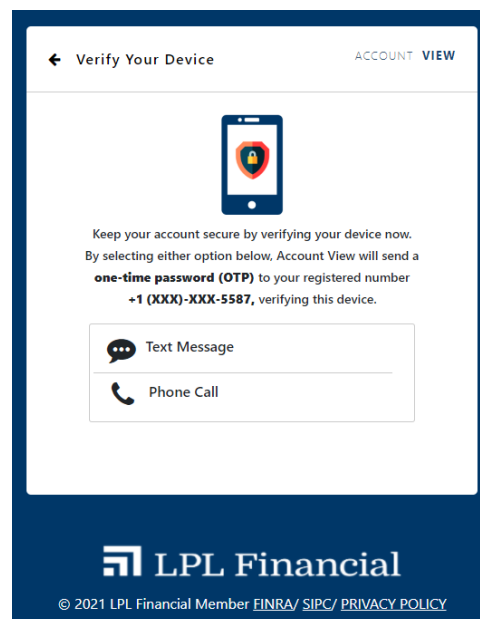 Verify Your Device
ACCOUNT VIEW
Keep your account secure by verifying your device now.
By selecting either option below, Account View will send a
one-time password (OTP) to your registered number
+1 (XXX)-XXX-5587, verifying this device.
Text Message
Phone Call
LPL Financial
© 2021 LPL Financial Member FINRA/ SIPC/ PRIVACY POLICY